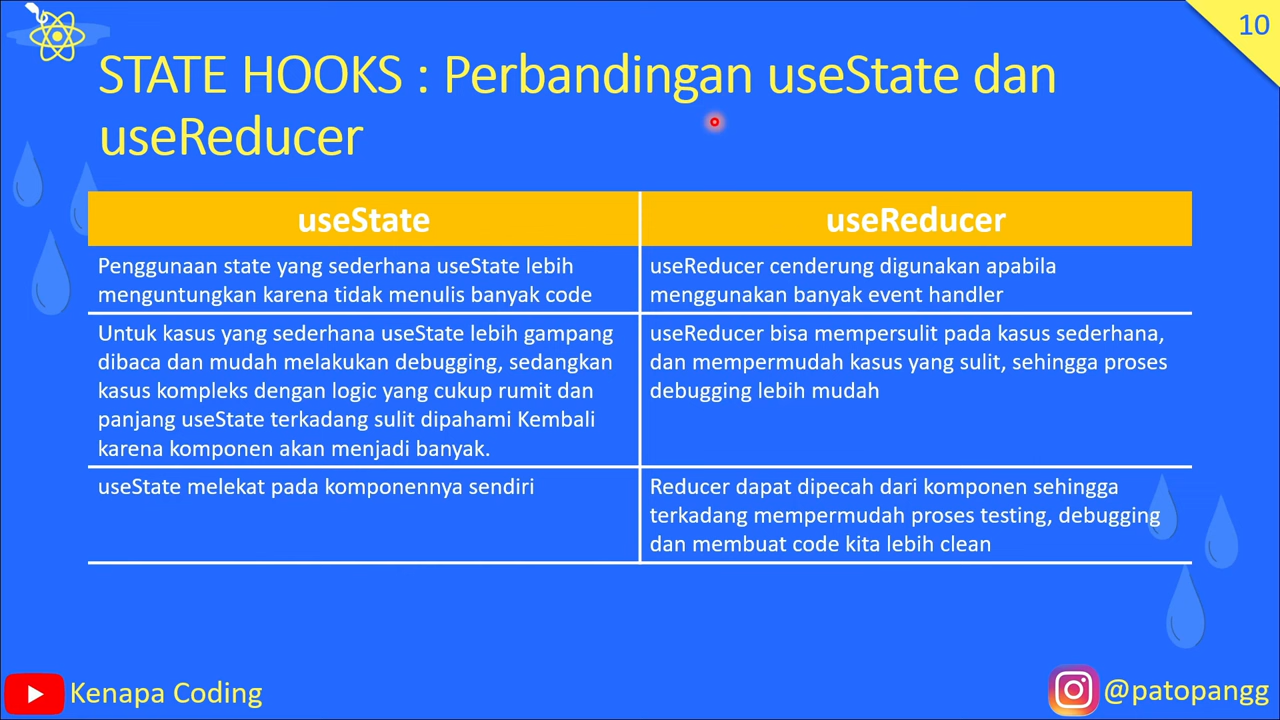 10
STATE HOOKS : Perbandingan useState dan
useReducer
useState
useReducer
Penggunaan state yang sederhana useState lebih
menguntungkan karena tidak menulis banyak code
useReducer cenderung digunakan apabila
menggunakan banyak event handler
Untuk kasus yang sederhana useState lebih gampang
dibaca dan mudah melakukan debugging, sedangkan
kasus kompleks dengan logic yang cukup rumit dan
panjang useState terkadang sulit dipahami Kembali
karena komponen akan menjadi banyak.
useReducer bisa mempersulit pada kasus sederhana,
dan mempermudah kasus yang sulit, sehingga proses
debugging lebih mudah
useState melekat pada komponennya sendiri
Reducer dapat dipecah dari komponen sehingga
terkadang mempermudah proses testing, debugging
dan membuat code kita lebih clean
Kenapa Coding
@patopangg